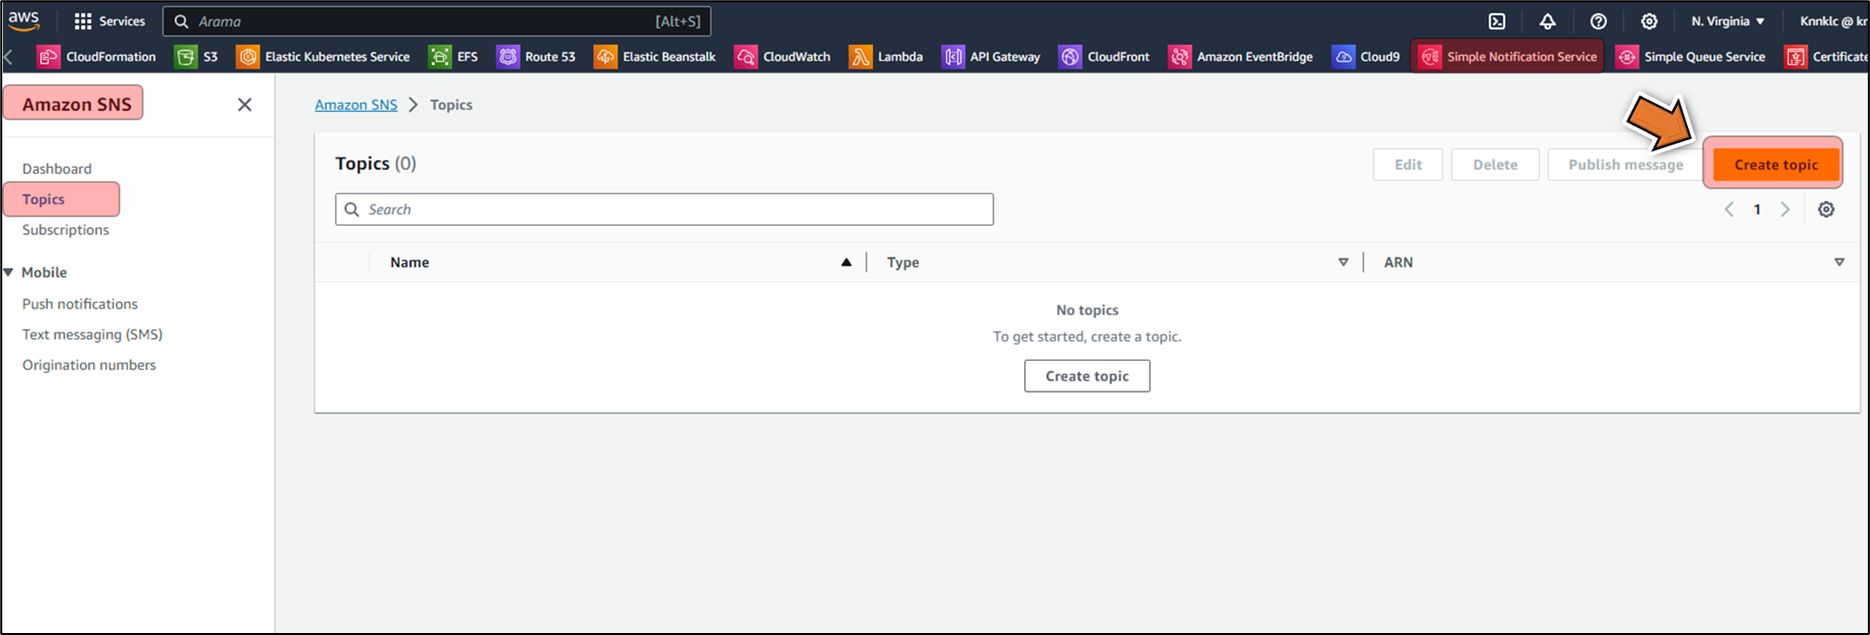 aws
Services
Arama
[Alt+S]
N. Virginia
Knnklc @ kr
CloudFormation
S3
Elastic Kubernetes Service
EFS
Route 53
Elastic Beanstalk
CloudWatch
Lambda
API Gateway
CloudFront
Amazon EventBridge
Cloud9
Simple Notification Service
Simple Queue Service
Certificate
Amazon SNS
Dashboard
Topics
Subscriptions
Mobile
Push notifications
Text messaging (SMS)
Origination numbers
Amazon SNS > Topics
Topics (0)
Edit
Delete
Publish message
Create topic
Search
1
Name
Type
ARN
No topics
To get started, create a topic.
Create topic